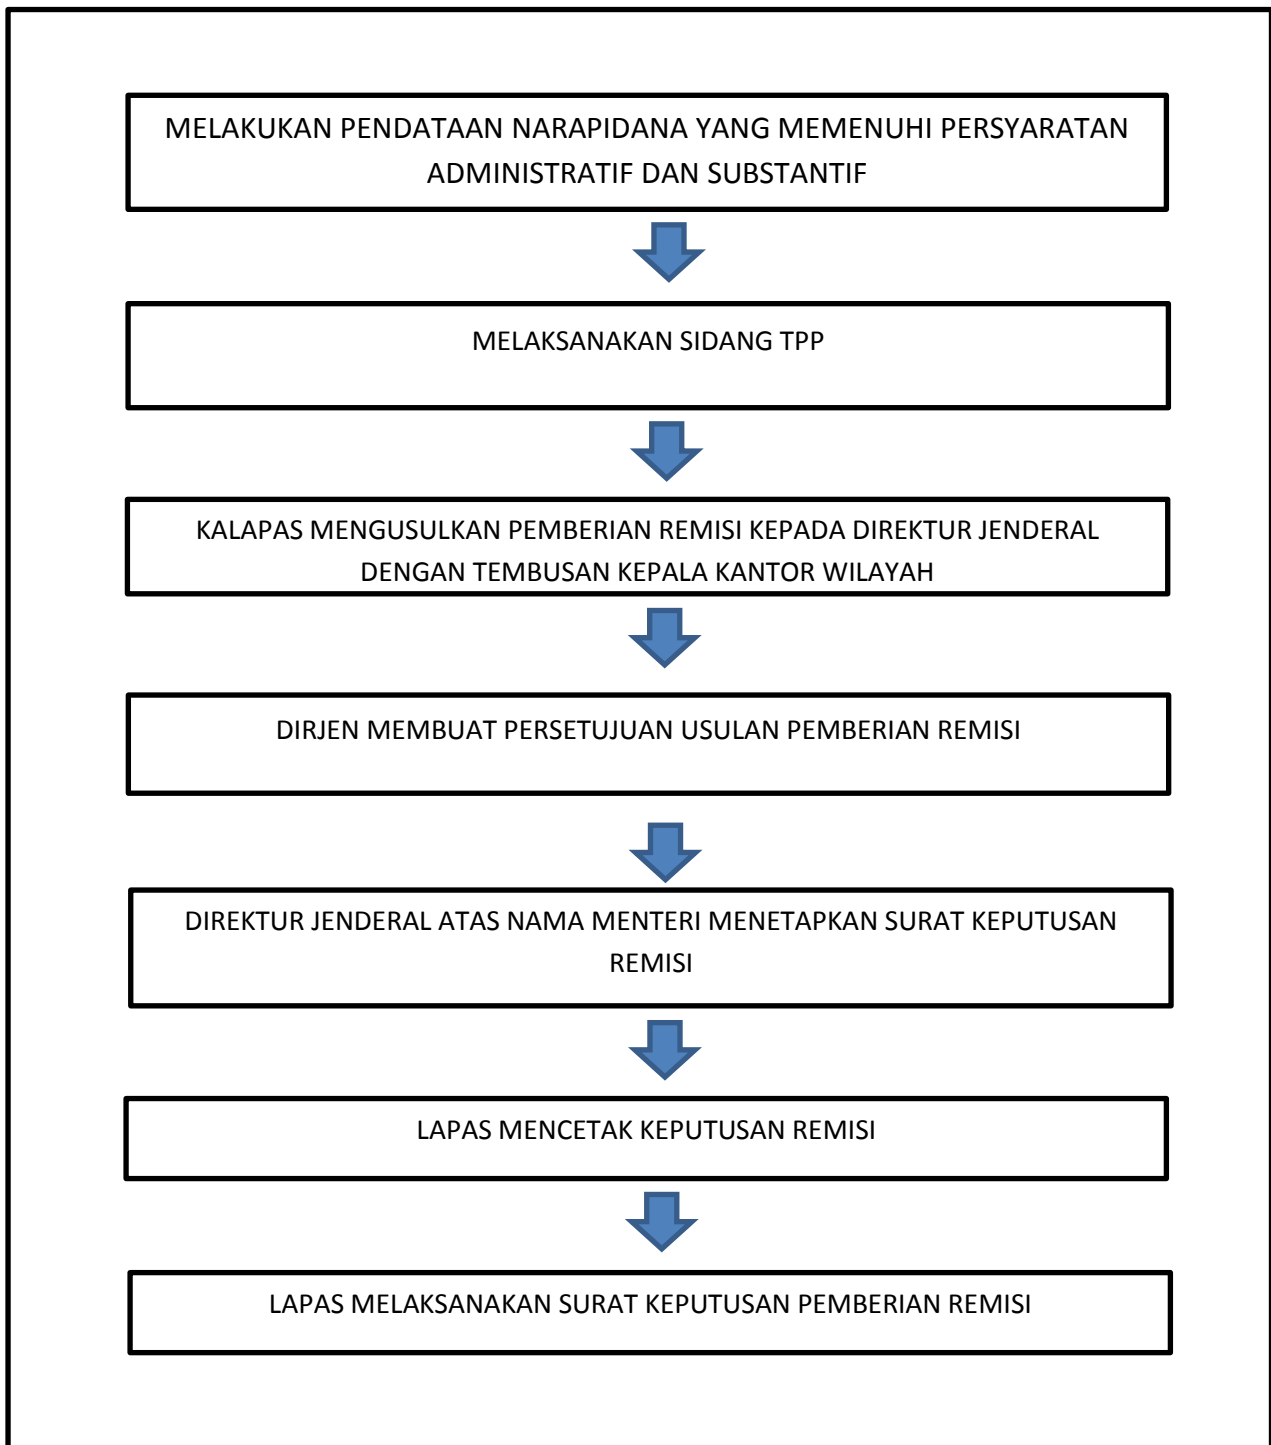 MELAKUKAN PENDATAAN NARAPIDANA YANG MEMENUHI PERSYARATAN
ADMINISTRATIF DAN SUBSTANTIF
MELAKSANAKAN SIDANG TPP
KALAPAS MENGUSULKAN PEMBERIAN REMISI KEPADA DIREKTUR JENDERAL
DENGAN TEMBUSAN KEPALA KANTOR WILAYAH
DIRJEN MEMBUAT PERSETUJUAN USULAN PEMBERIAN REMISI
DIREKTUR JENDERAL ATAS NAMA MENTERI MENETAPKAN SURAT KEPUTUSAN
REMISI
LAPAS MENCETAK KEPUTUSAN REMISI
LAPAS MELAKSANAKAN SURAT KEPUTUSAN PEMBERIAN REMISI